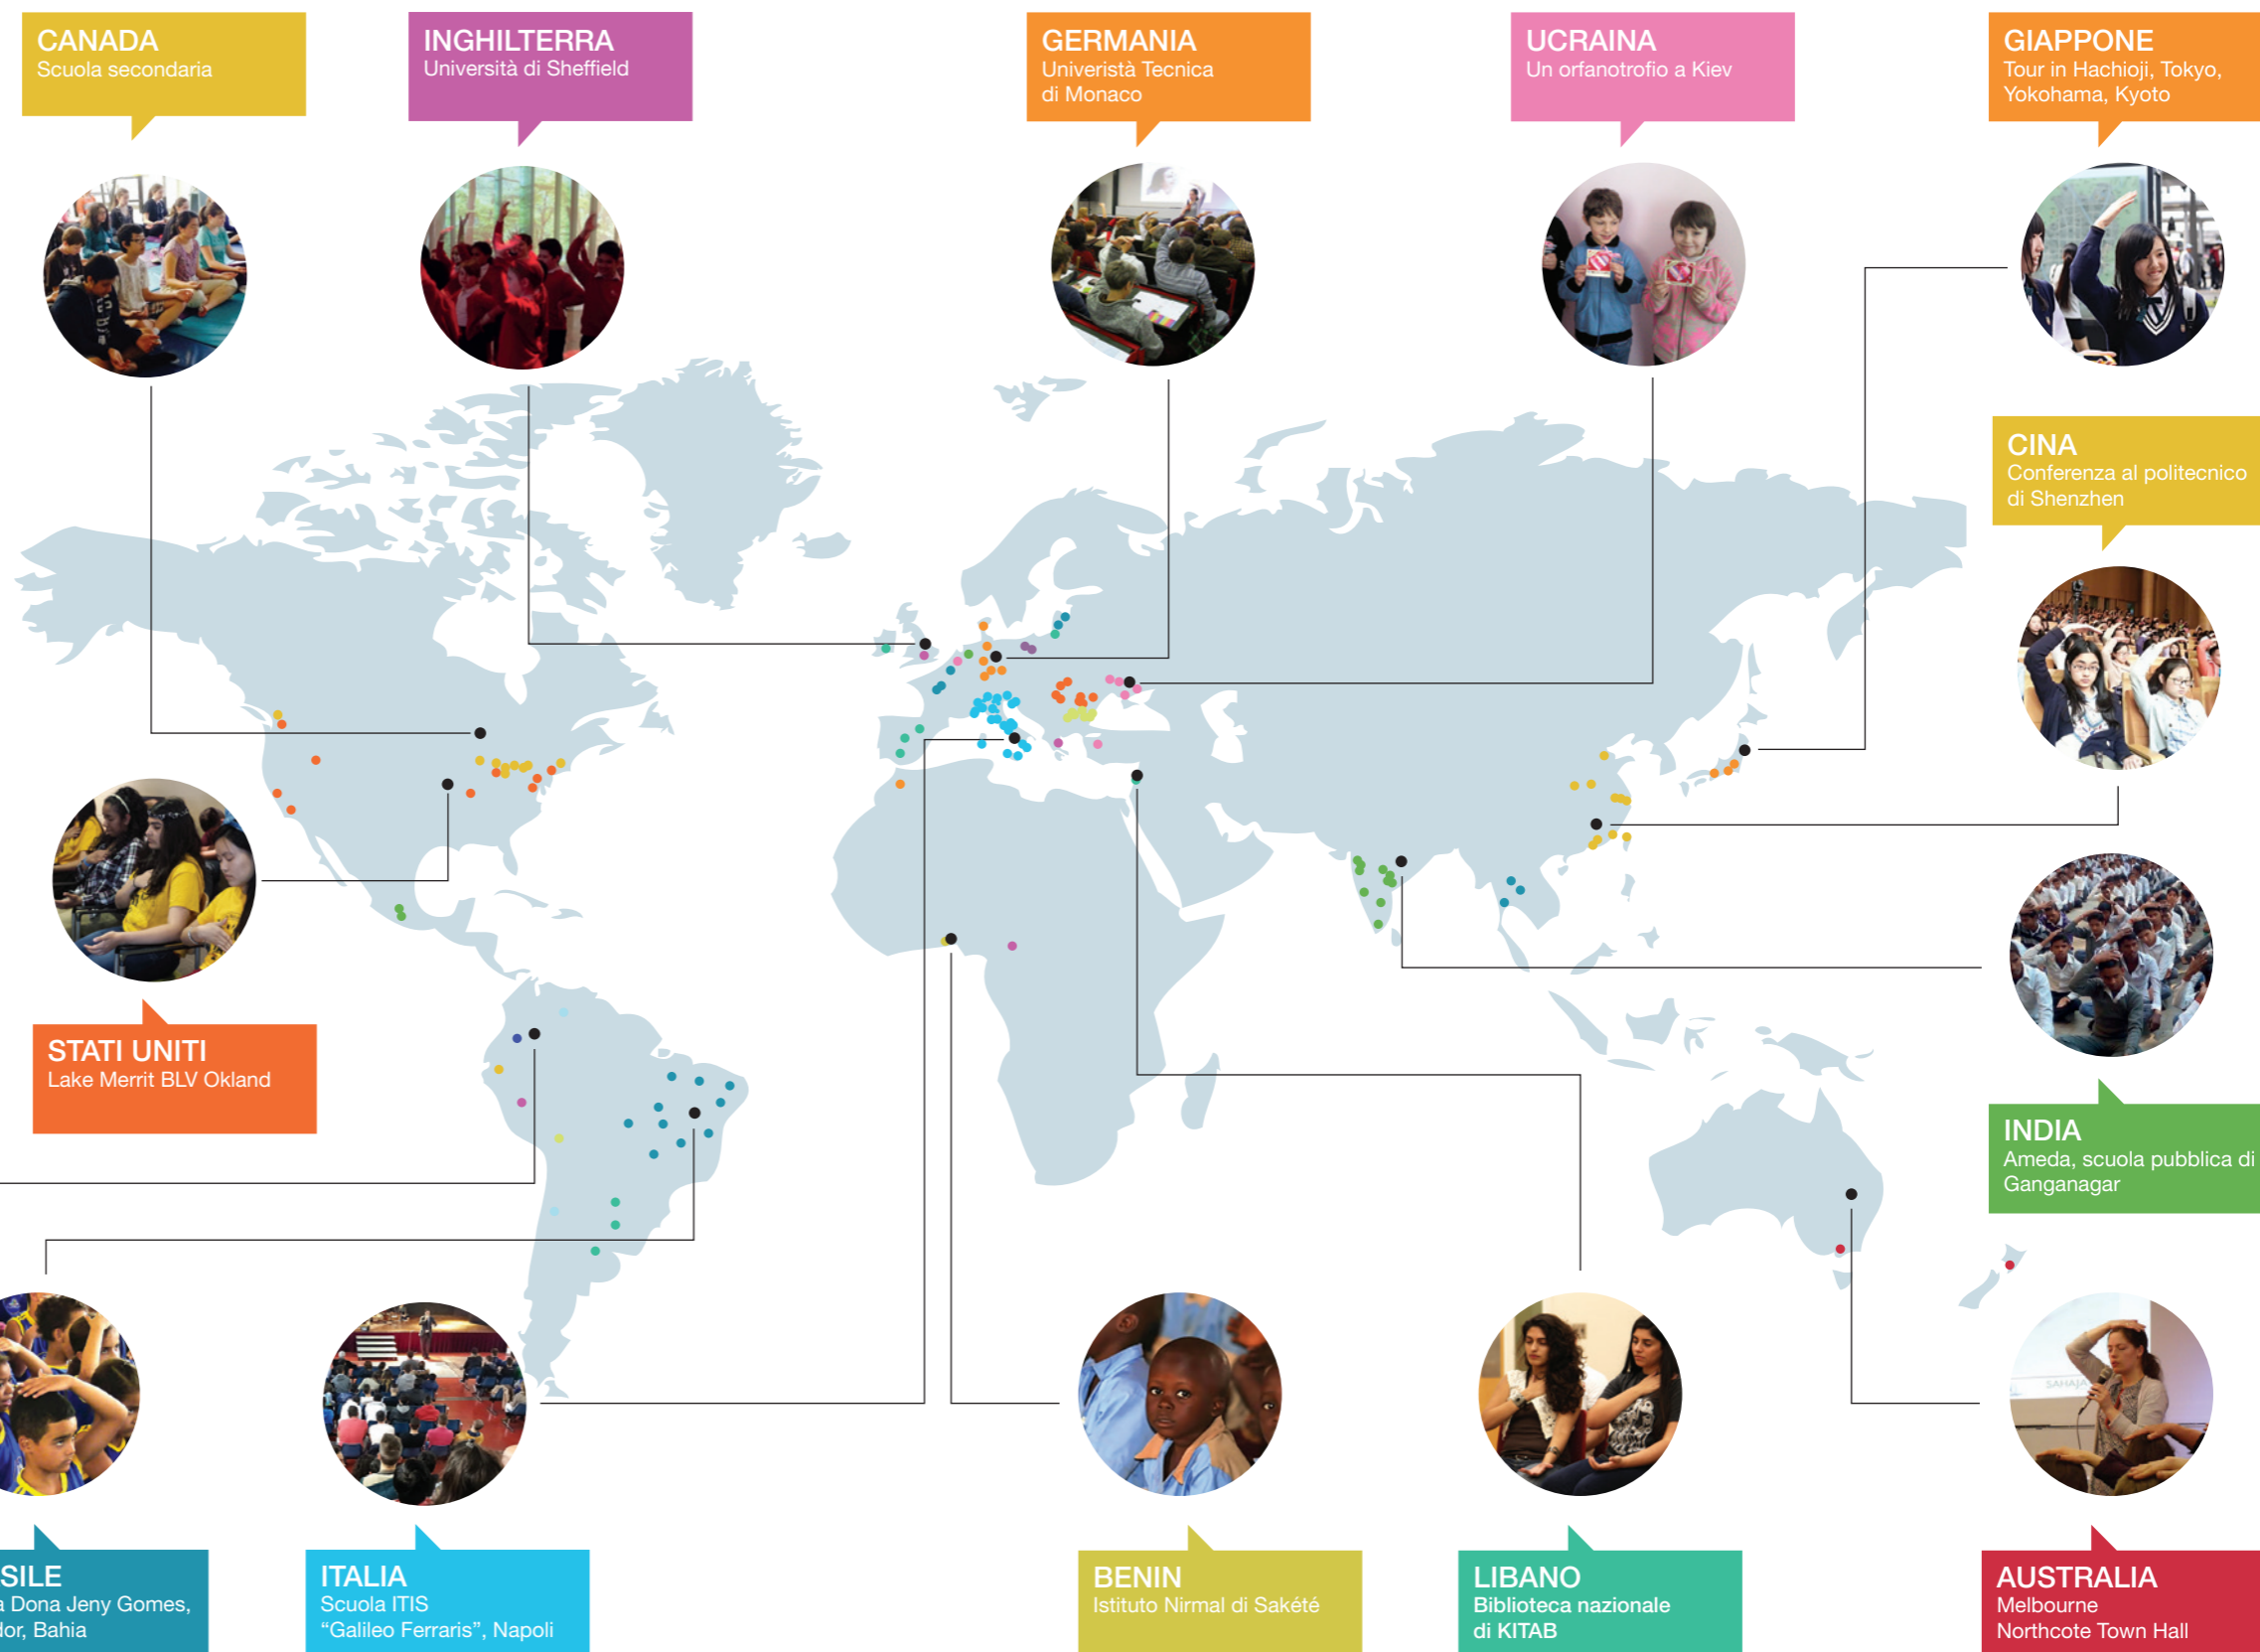 CANADA
Scuola secondaria
INGHILTERRA
Università di Sheffield
GERMANIA
Univeristà Tecnica
di Monaco
UCRAINA
Un orfanotrofio a Kiev
GIAPPONE
Tour in Hachioji, Tokyo,
Yokohama, Kyoto
CINA
Conferenza al politecnico
di Shenzhen
STATI UNITI
Lake Merrit BLV Okland
INDIA
Ameda, scuola pubblica di
Ganganagar
SAHAJA
SILE
a Dona Jeny Gomes,
dor, Bahia
ITALIA
Scuola ITIS
“Galileo Ferraris”, Napoli
BENIN
Istituto Nirmal di Sakété
LIBANO
Biblioteca nazionale
di KITAB
AUSTRALIA
Melbourne
Northcote Town Hall